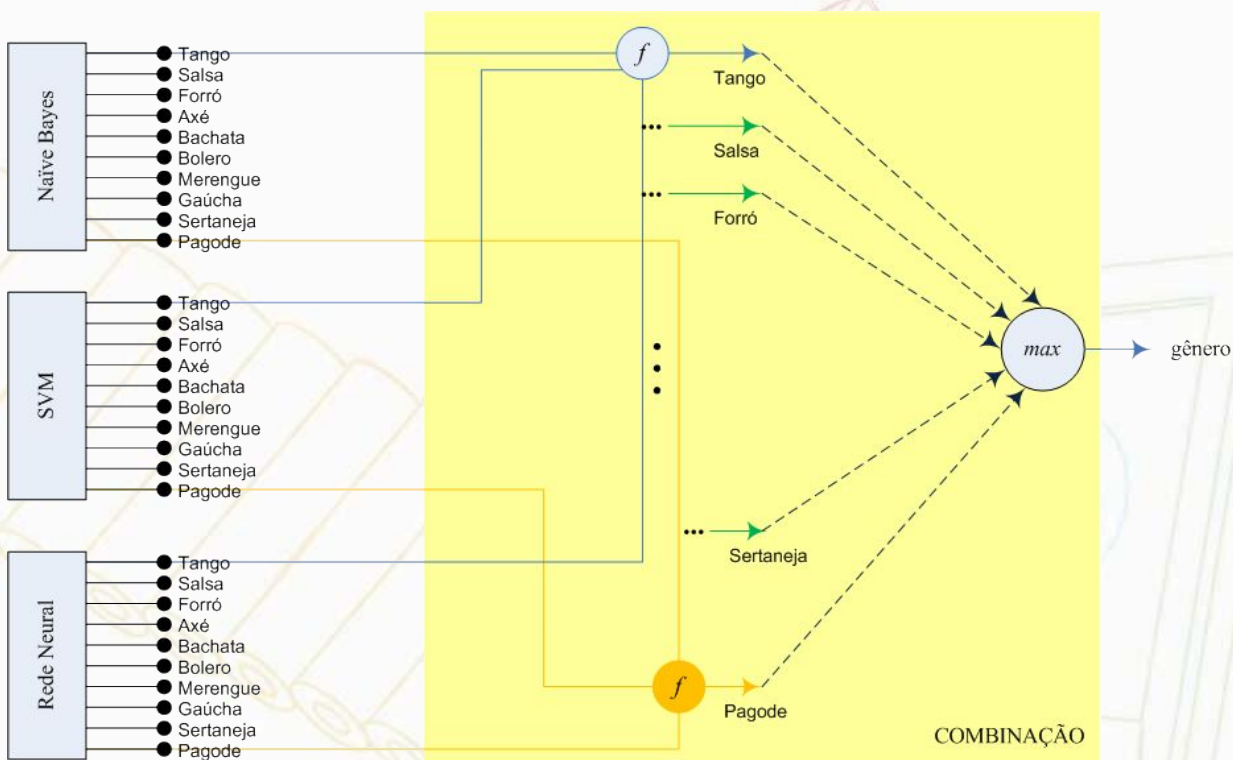 Naïve Bayes
Tango
Salsa
Forró
Axé
Bachata
Bolero
Merengue
Gaúcha
Sertaneja
Pagode
SVM
Tango
Salsa
Forró
Axé
Bachata
Bolero
Merengue
Gaúcha
Sertaneja
Pagode
Rede Neural
Tango
Salsa
Forró
Axé
Bachata
Bolero
Merengue
Gaúcha
Sertaneja
Pagode
f
Tango
...
Salsa
...
Forró
...
Sertaneja
f
Pagode
max
gênero
COMBINAÇÃO